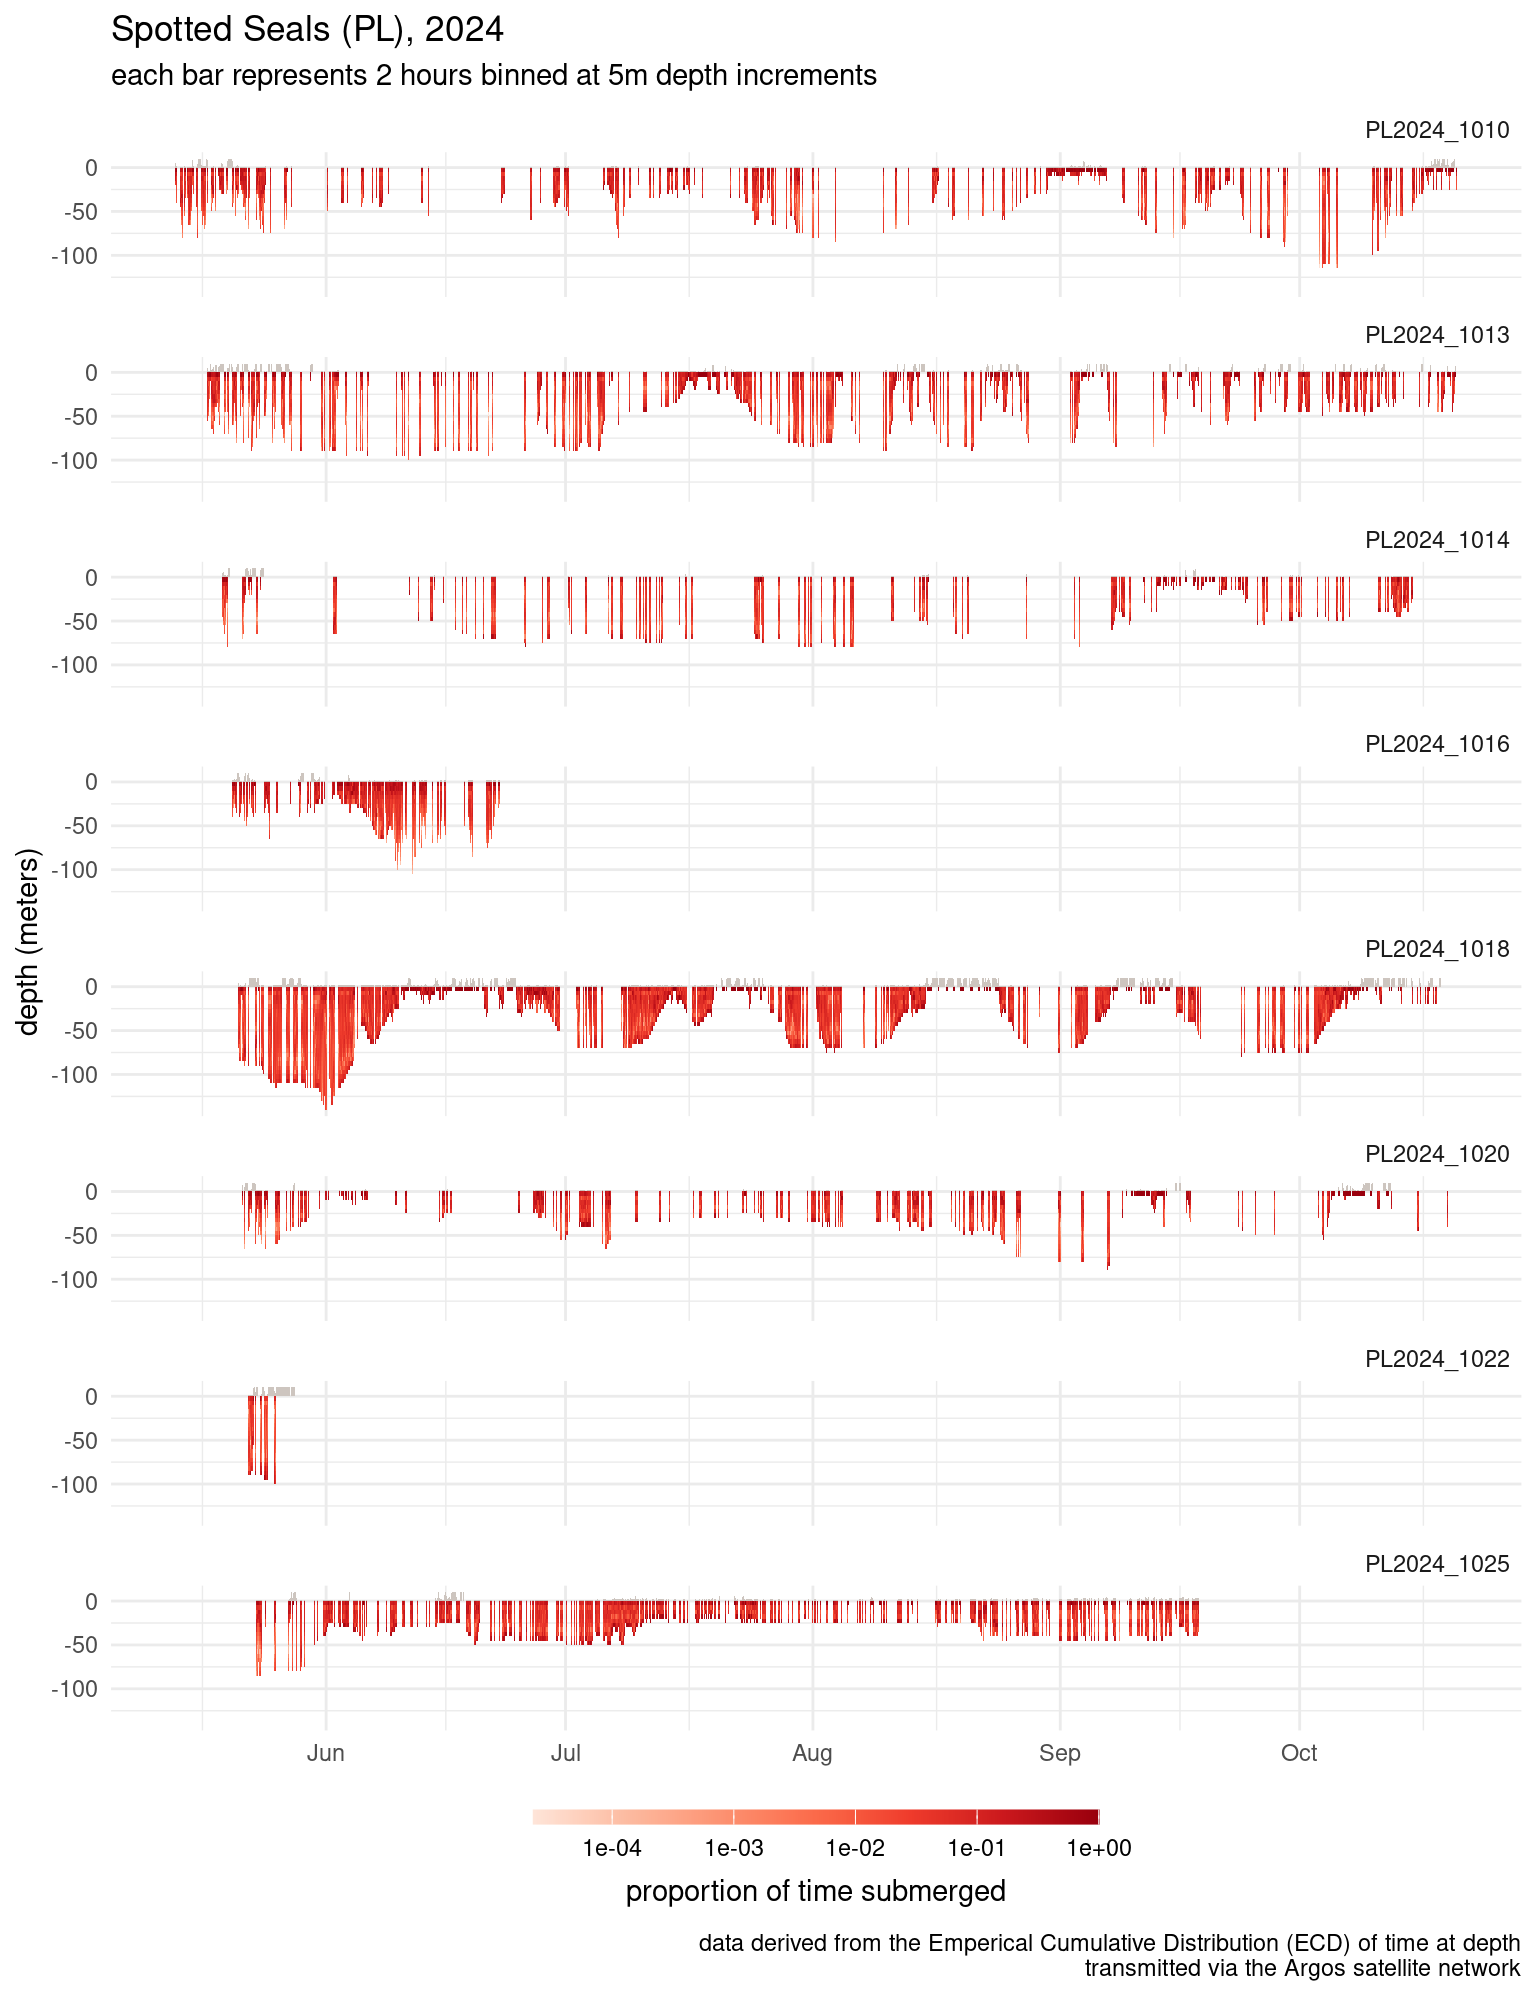 Spotted Seals (PL), 2024
each bar represents 2 hours binned at 5m depth increments
PL2024_1010
0
-50
-100
PL2024_1013
0
-50
-100
PL2024_1014
0
-50
-100
PL2024_1016
0
-50
-100
depth (meters)
PL2024_1018
0
-50
-100
PL2024_1020
0
-50
-100
PL2024_1022
0
-50
-100
PL2024_1025
0
-50
-100
Jun Jul Aug Sep Oct
1e-04 1e-03 1e-02 1e-01 1e+00
proportion of time submerged
data derived from the Emperical Cumulative Distribution (ECD) of time at depth
transmitted via the Argos satellite network